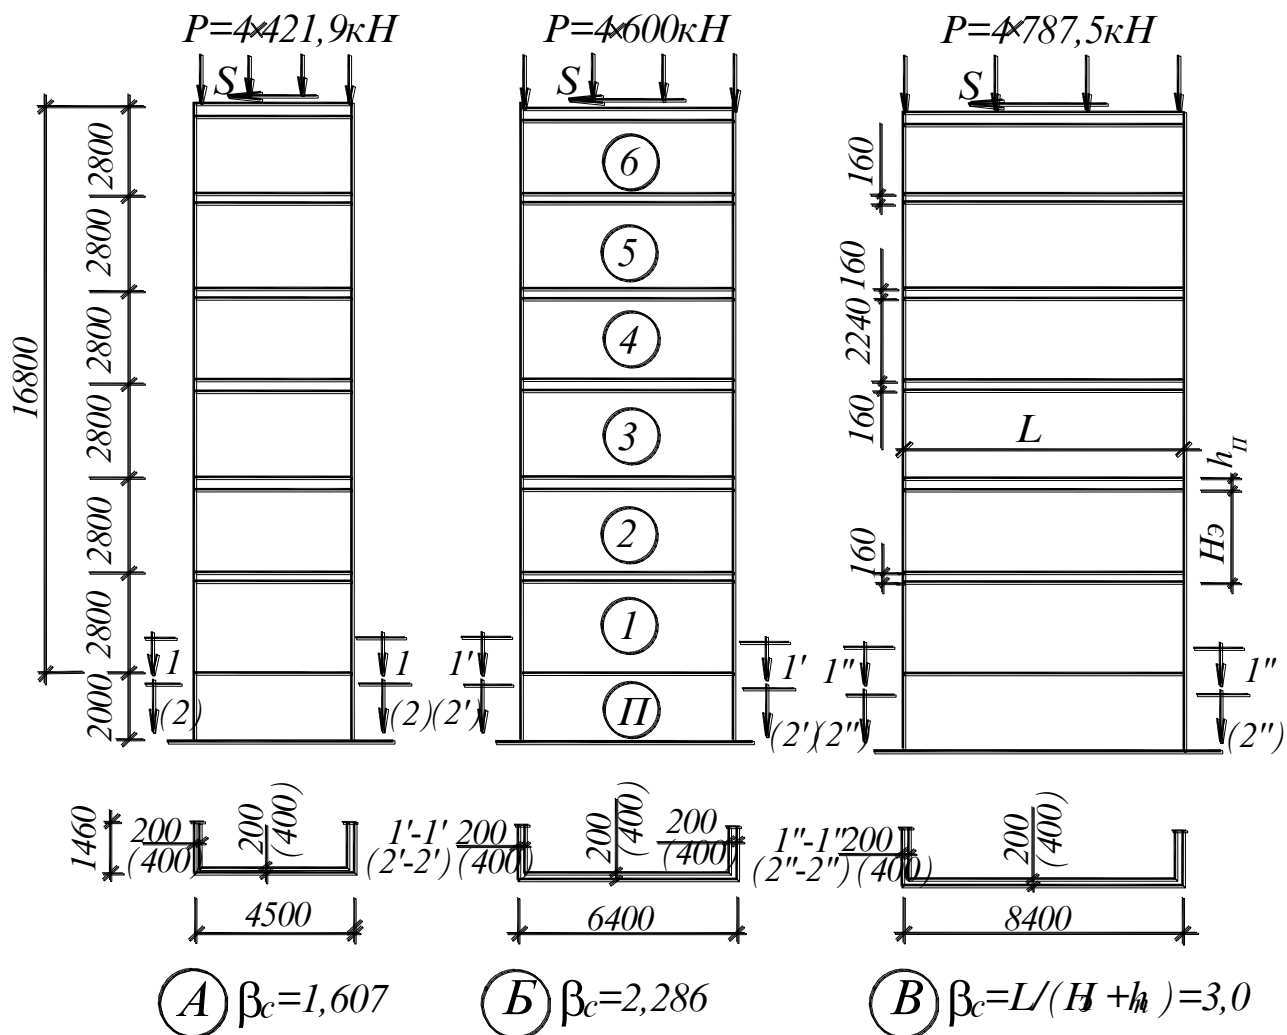 P=4×421,9кН P=4×600кН P=4×787,5кН
S S S
2800 6 160
2800 5 160
2800 4 2240
16800
2800 3 160
L hП
2800 2 Hэ
160
2800 1
1 1 1' 1' 1" 1"
2000 П
(2) (2) (2') (2') (2") (2")
1460 200 (400) 200 (400) 1'-1' (2'-2') 200 (400) 200 (400) 200 (400) 1"-1" (2"-2") 200 (400) 200 (400)
4500 6400 8400
А βc=1,607 Б βc=2,286 В βc=L/(Hэ+hп)=3,0